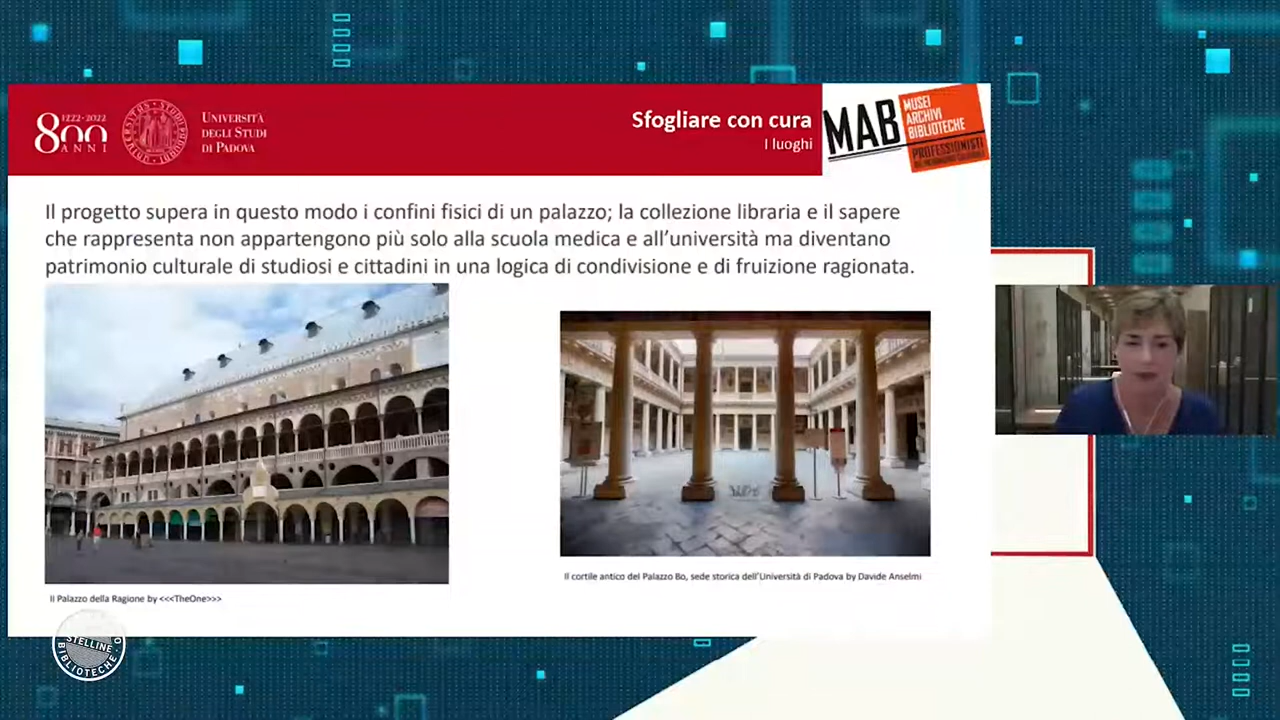 1222-2022
800
ANNI
UNIVERSITÀ
DEGLI STUDI
DI PADOVA
Sfogliare con cura
I luoghi
MAB
MUSEI
ARCHIVI
BIBLIOTECHE
PROFESSIONISTI
Il progetto supera in questo modo i confini fisici di un palazzo; la collezione libraria e il sapere
che rappresenta non appartengono più solo alla scuola medica e all'università ma diventano
patrimonio culturale di studiosi e cittadini in una logica di condivisione e di fruizione ragionata.
Il Palazzo della Ragione by <<<TheOne>>>
Il cortile antico del Palazzo Bo, sede storica dell'Università di Padova by Davide Anselmi
STELLINE
BIBLIOTECHE